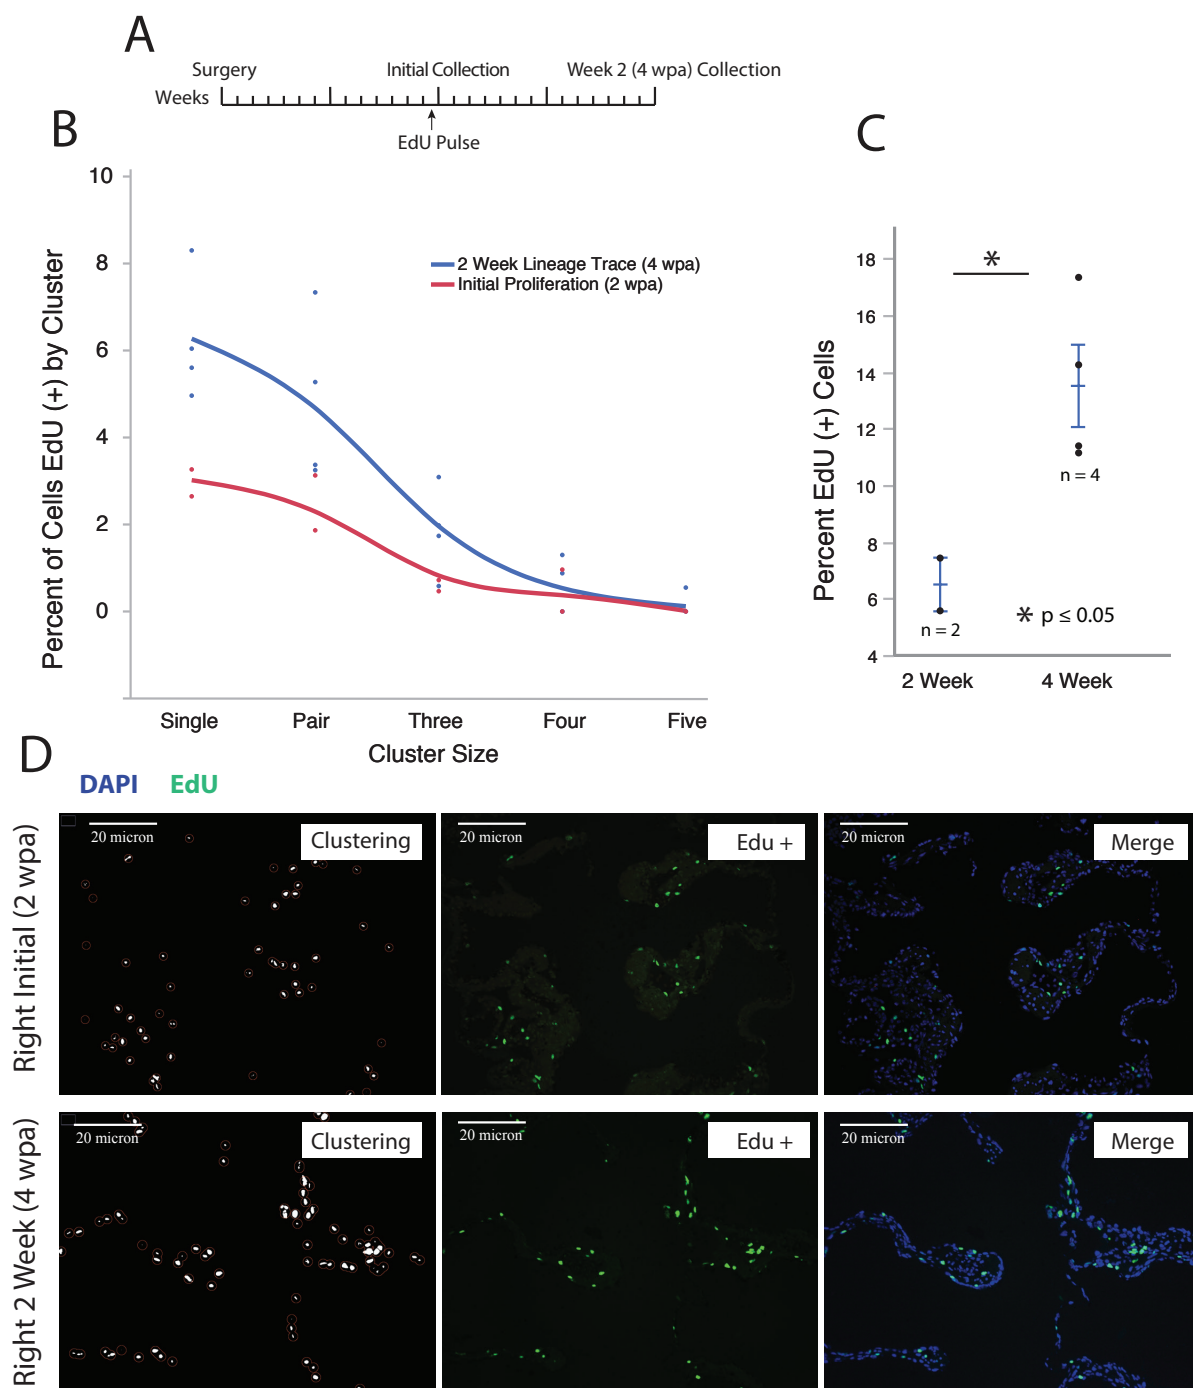 A
Surgery
Initial Collection
Week 2 (4 wpa) Collection
Weeks
EdU Pulse
B
10
8
6
4
2
0
Percent of Cells EdU (+) by Cluster
2 Week Lineage Trace (4 wpa)
Initial Proliferation (2 wpa)
Single
Pair
Three
Four
Five
Cluster Size
C
18
16
14
12
10
8
6
4
Percent EdU (+) Cells
*
n = 4
n = 2
* p ≤ 0.05
2 Week
4 Week
D
DAPI
EdU
Right Initial (2 wpa)
20 micron
Clustering
20 micron
Edu +
20 micron
Merge
Right 2 Week (4 wpa)
20 micron
Clustering
20 micron
Edu +
20 micron
Merge